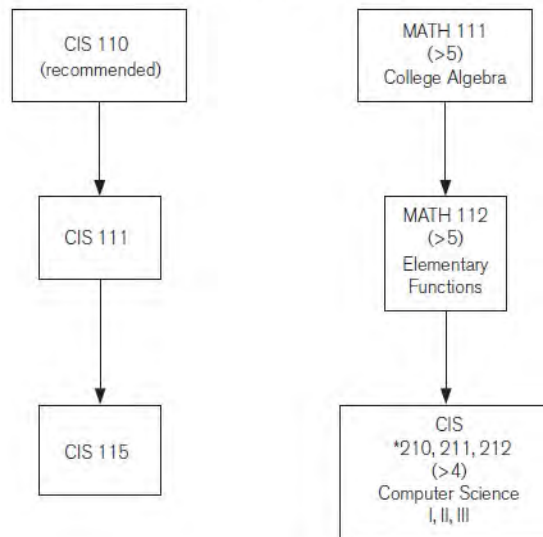 CIS 110
(recommended)
MATH 111
(>5)
College Algebra
CIS 111
MATH 112
(>5)
Elementary
Functions
CIS 115
CIS
*210, 211, 212
(>4)
Computer Science
I, II, III